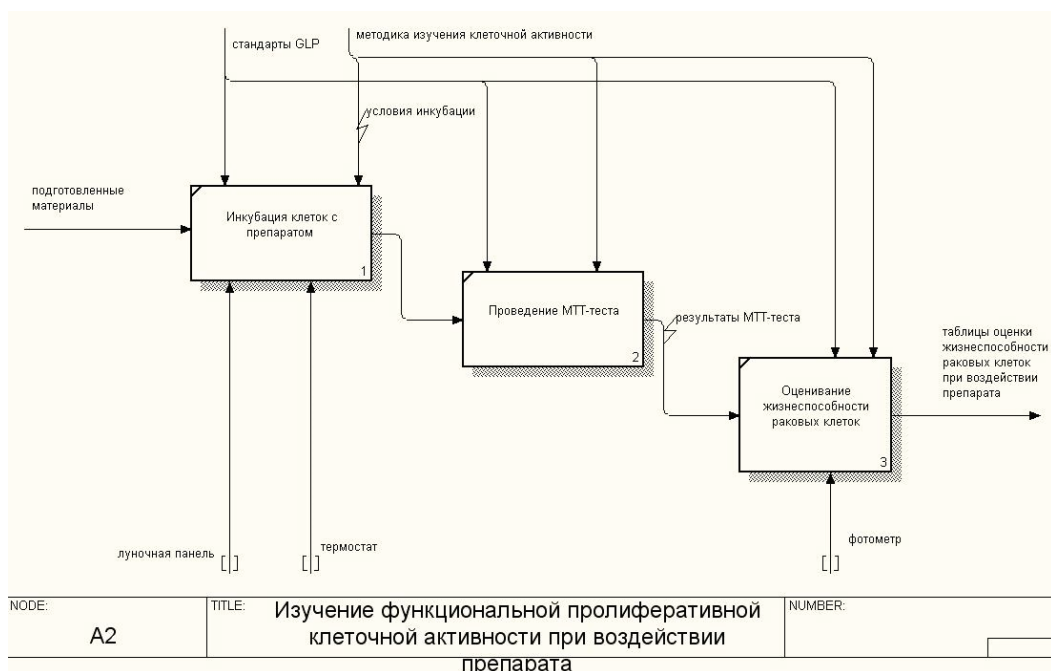 стандарты GLP
методика изучения клеточной активности
условия инкубации
подготовленные
материалы
Инкубация клеток с
препаратом
1
Проведение МТТ-теста
2
результаты МТТ-теста
таблицы оценки
жизнеспособности
раковых клеток
при воздействии
препарата
Оценивание
жизнеспособности
раковых клеток
3
луночная панель
термостат
фотометр
NODE:
A2
TITLE:
Изучение функциональной пролиферативной
клеточной активности при воздействии
препарата
NUMBER: